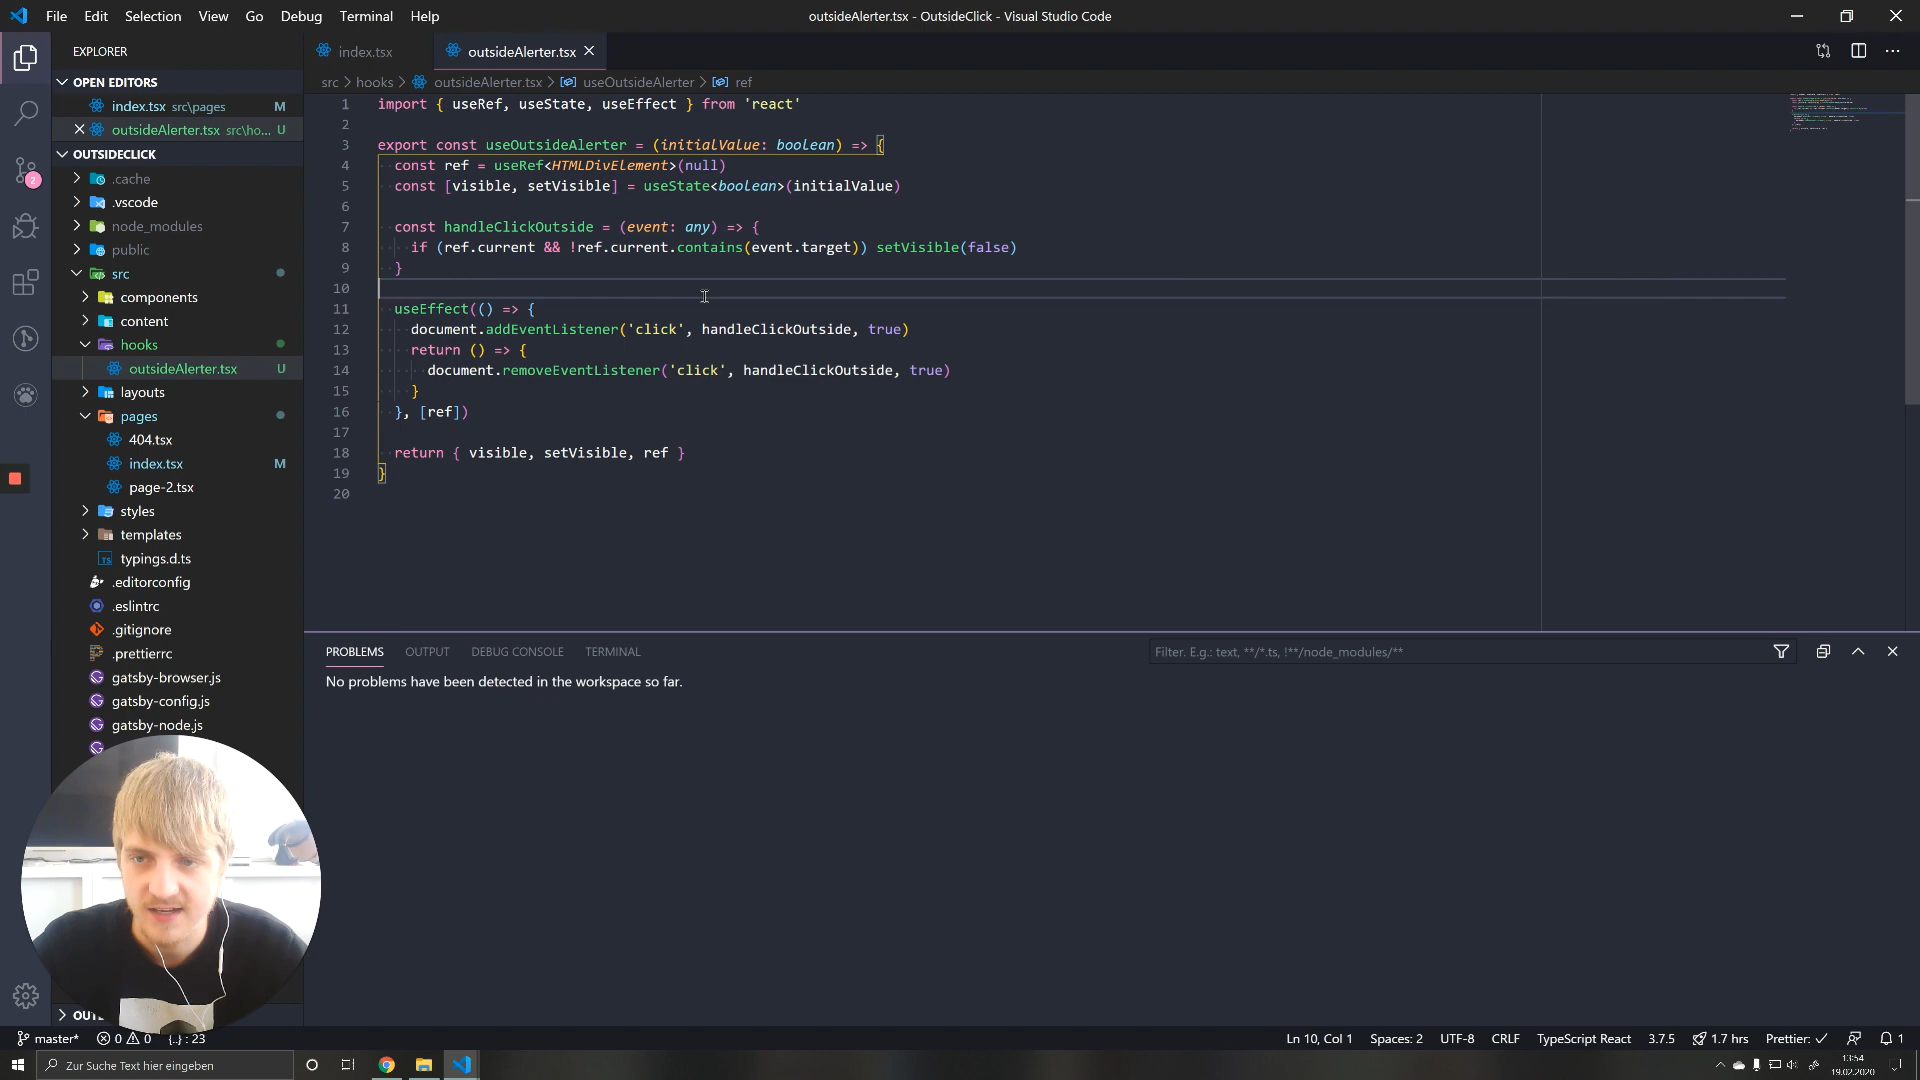 File Edit Selection View Go Debug Terminal Help
outsideAlerter.tsx - OutsideClick - Visual Studio Code
EXPLORER
index.tsx
outsideAlerter.tsx
OPEN EDITORS
index.tsx src\pages M
outsideAlerter.tsx src\ho... U
OUTSIDECLICK
.cache
.vscode
node_modules
public
src
components
content
hooks
outsideAlerter.tsx U
layouts
pages
404.tsx
index.tsx M
page-2.tsx
styles
templates
TS typings.d.ts
.editorconfig
.eslintrc
.gitignore
.prettierrc
gatsby-browser.js
gatsby-config.js
gatsby-node.js
OUT
2
src > hooks > outsideAlerter.tsx > useOutsideAlerter > ref
1 import { useRef, useState, useEffect } from 'react'
2
3 export const useOutsideAlerter = (initialValue: boolean) => {
4 const ref = useRef<HTMLDivElement>(null)
5 const [visible, setVisible] = useState<boolean>(initialValue)
6
7 const handleClickOutside = (event: any) => {
8 if (ref.current && !ref.current.contains(event.target)) setVisible(false)
9 }
10
11 useEffect(() => {
12 document.addEventListener('click', handleClickOutside, true)
13 return () => {
14 document.removeEventListener('click', handleClickOutside, true)
15 }
16 }, [ref])
17
18 return { visible, setVisible, ref }
19 }
20
PROBLEMS OUTPUT DEBUG CONSOLE TERMINAL
Filter. E.g.: text, **/*.ts, !**/node_modules/**
No problems have been detected in the workspace so far.
master* 0 0 {..} : 23
Ln 10, Col 1 Spaces: 2 UTF-8 CRLF TypeScript React 3.7.5 1.7 hrs Prettier: ✓ 1
Zur Suche Text hier eingeben
13:54
19.02.2020